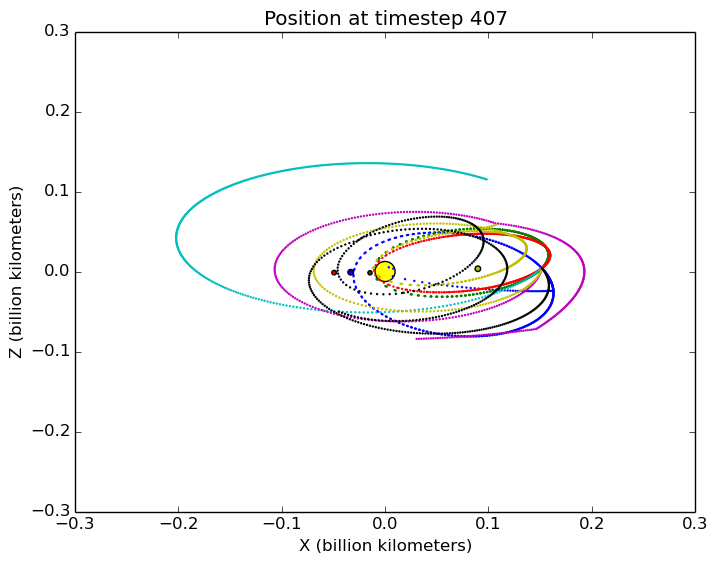 Position at timestep 407
0.3
0.2
0.1
0.0
−0.1
−0.2
−0.3
Z (billion kilometers)
−0.3 −0.2 −0.1 0.0 0.1 0.2 0.3
X (billion kilometers)